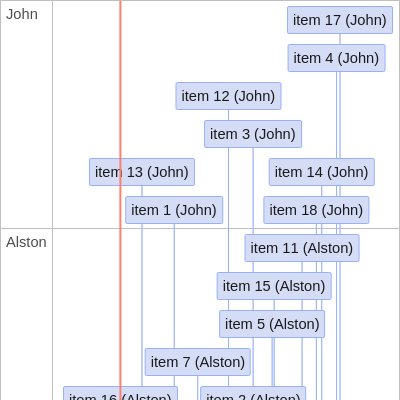 John
item 17 (John)
item 4 (John)
item 12 (John)
item 3 (John)
item 13 (John)
item 14 (John)
item 1 (John)
item 18 (John)
Alston
item 11 (Alston)
item 15 (Alston)
item 5 (Alston)
item 7 (Alston)
item 16 (Alston)
item 2 (Alston)